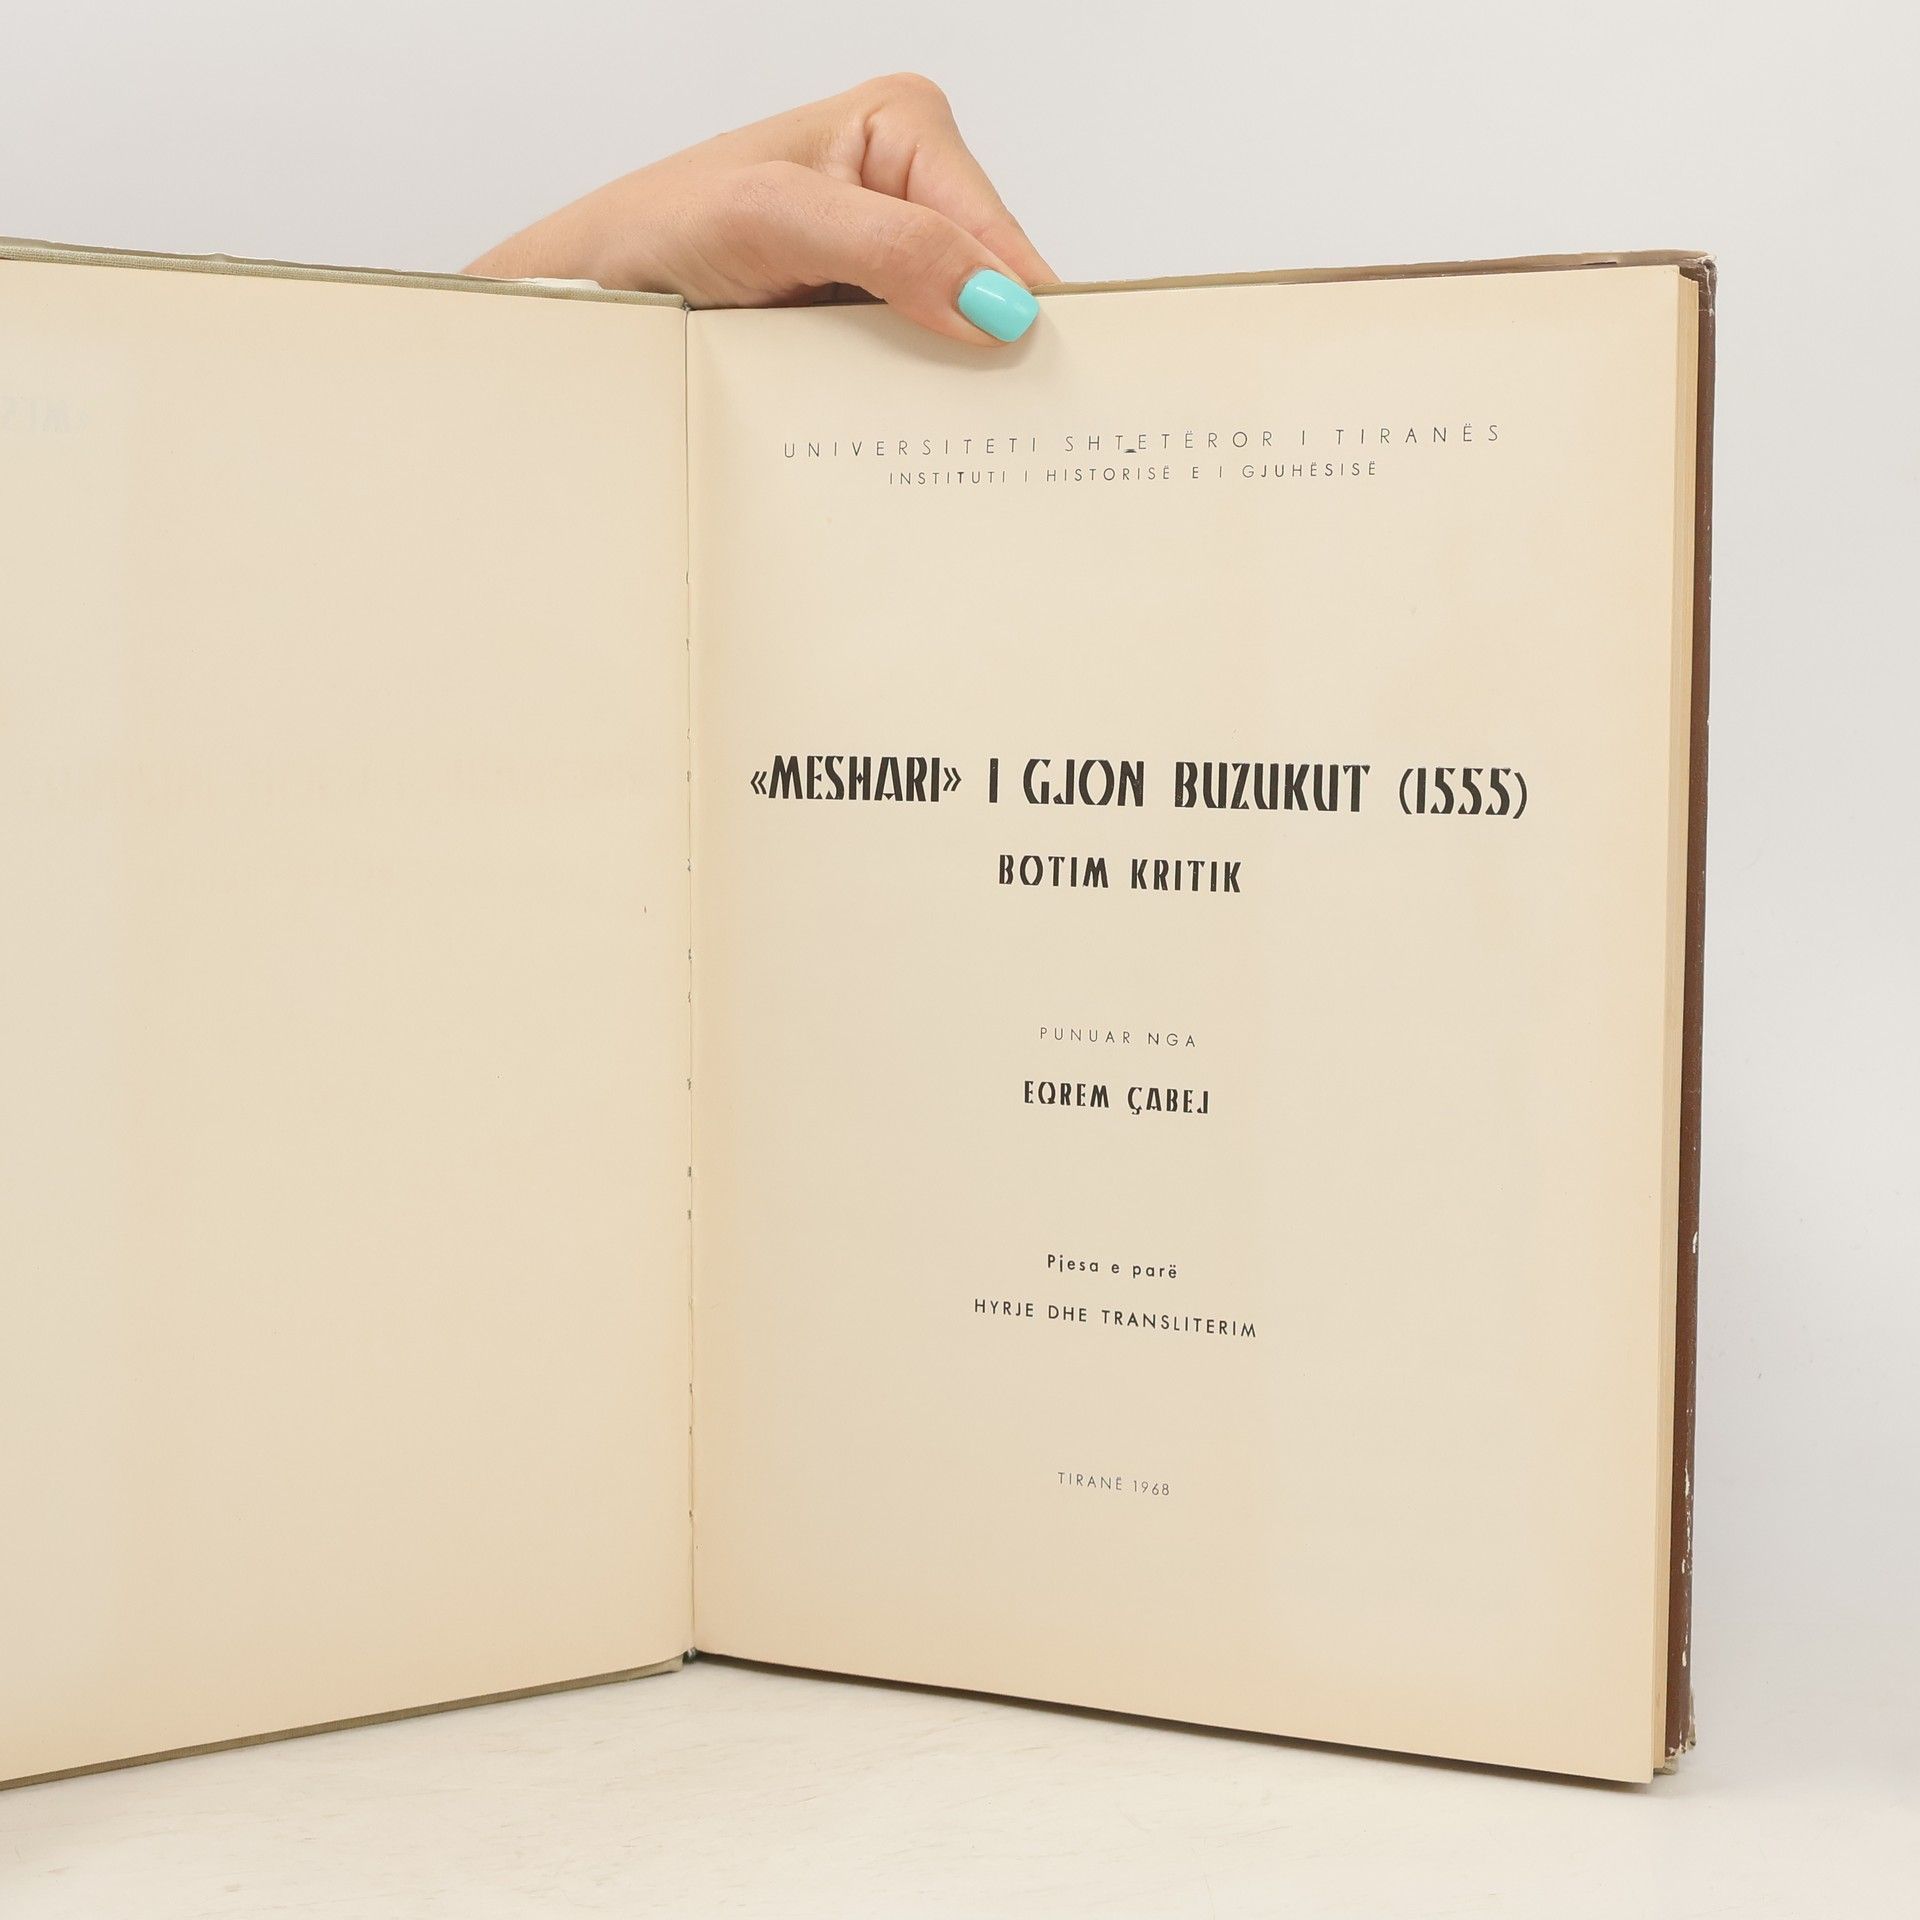 UNIVERSITETI SHTETËROR I TIRANËS
INSTITUTI I HISTORISË E I GJUHËSISË
«MESHARI» I GJON BUZUKUT (1555)
BOTIM KRITIK
PUNUAR NGA
EQREM ÇABEJ
Pjesa e parë
HYRJE DHE TRANSLITERIM
TIRANË 1968